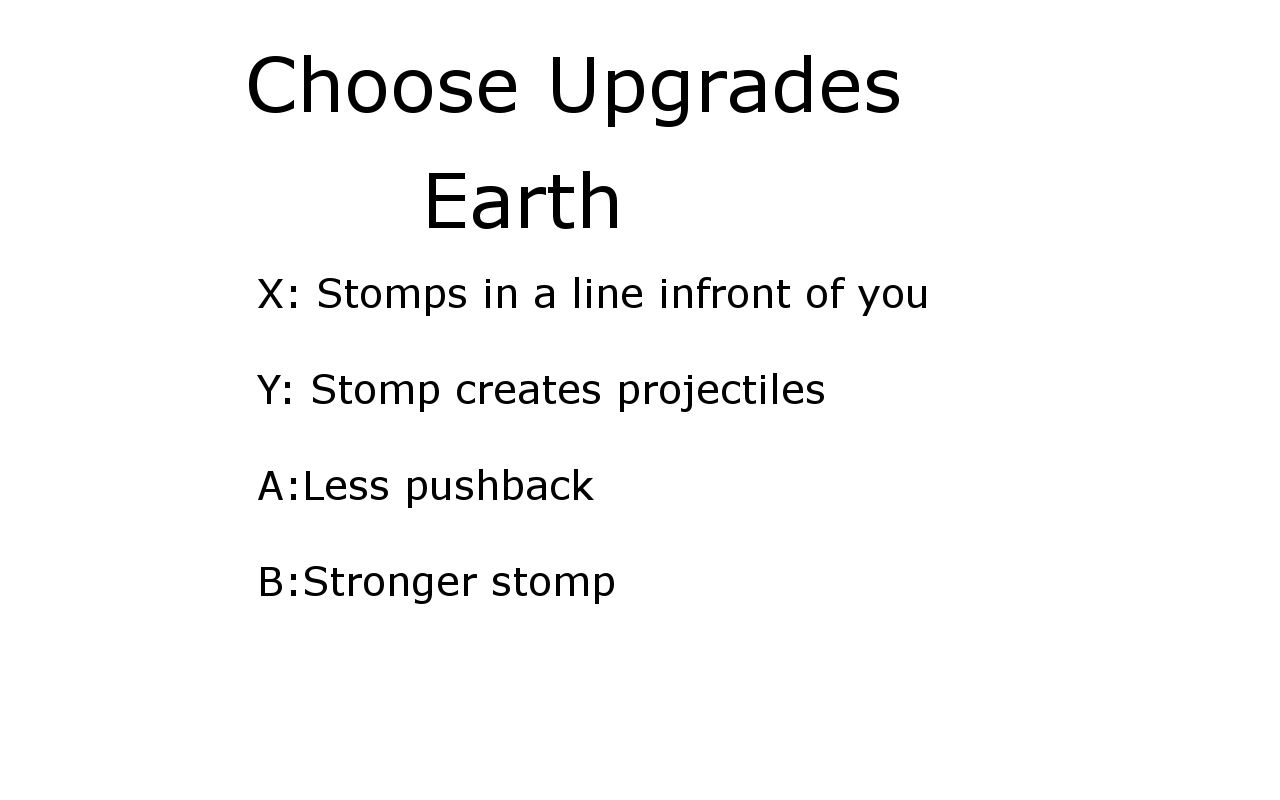 Choose Upgrades
Earth
X: Stomps in a line infront of you
Y: Stomp creates projectiles
A:Less pushback
B:Stronger stomp